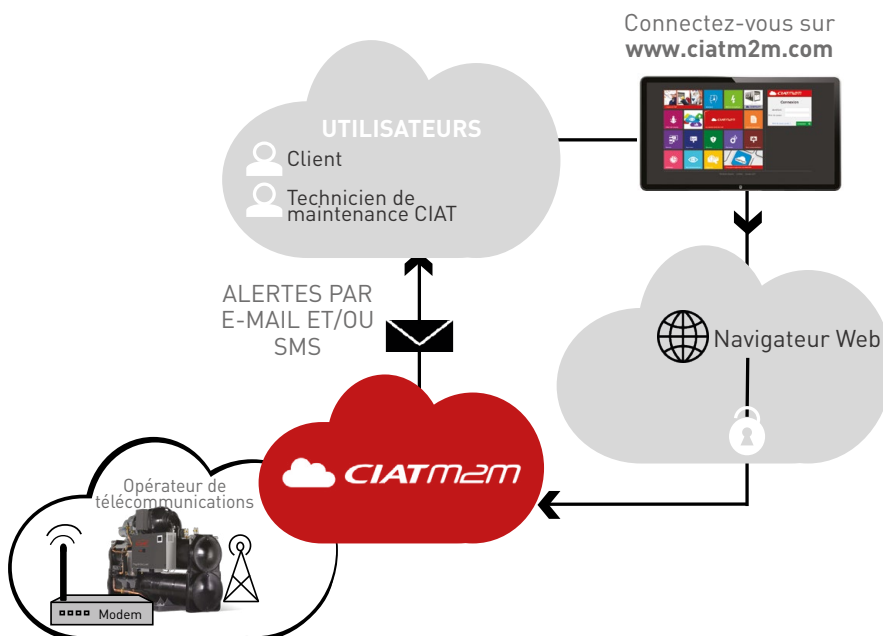 Connectez-vous sur
www.ciatm2m.com
UTILISATEURS
Client
Technicien de
maintenance CIAT
ALERTES PAR
E-MAIL ET/OU
SMS
Navigateur Web
CIATm2m
Opérateur de
télécommunications
Modem